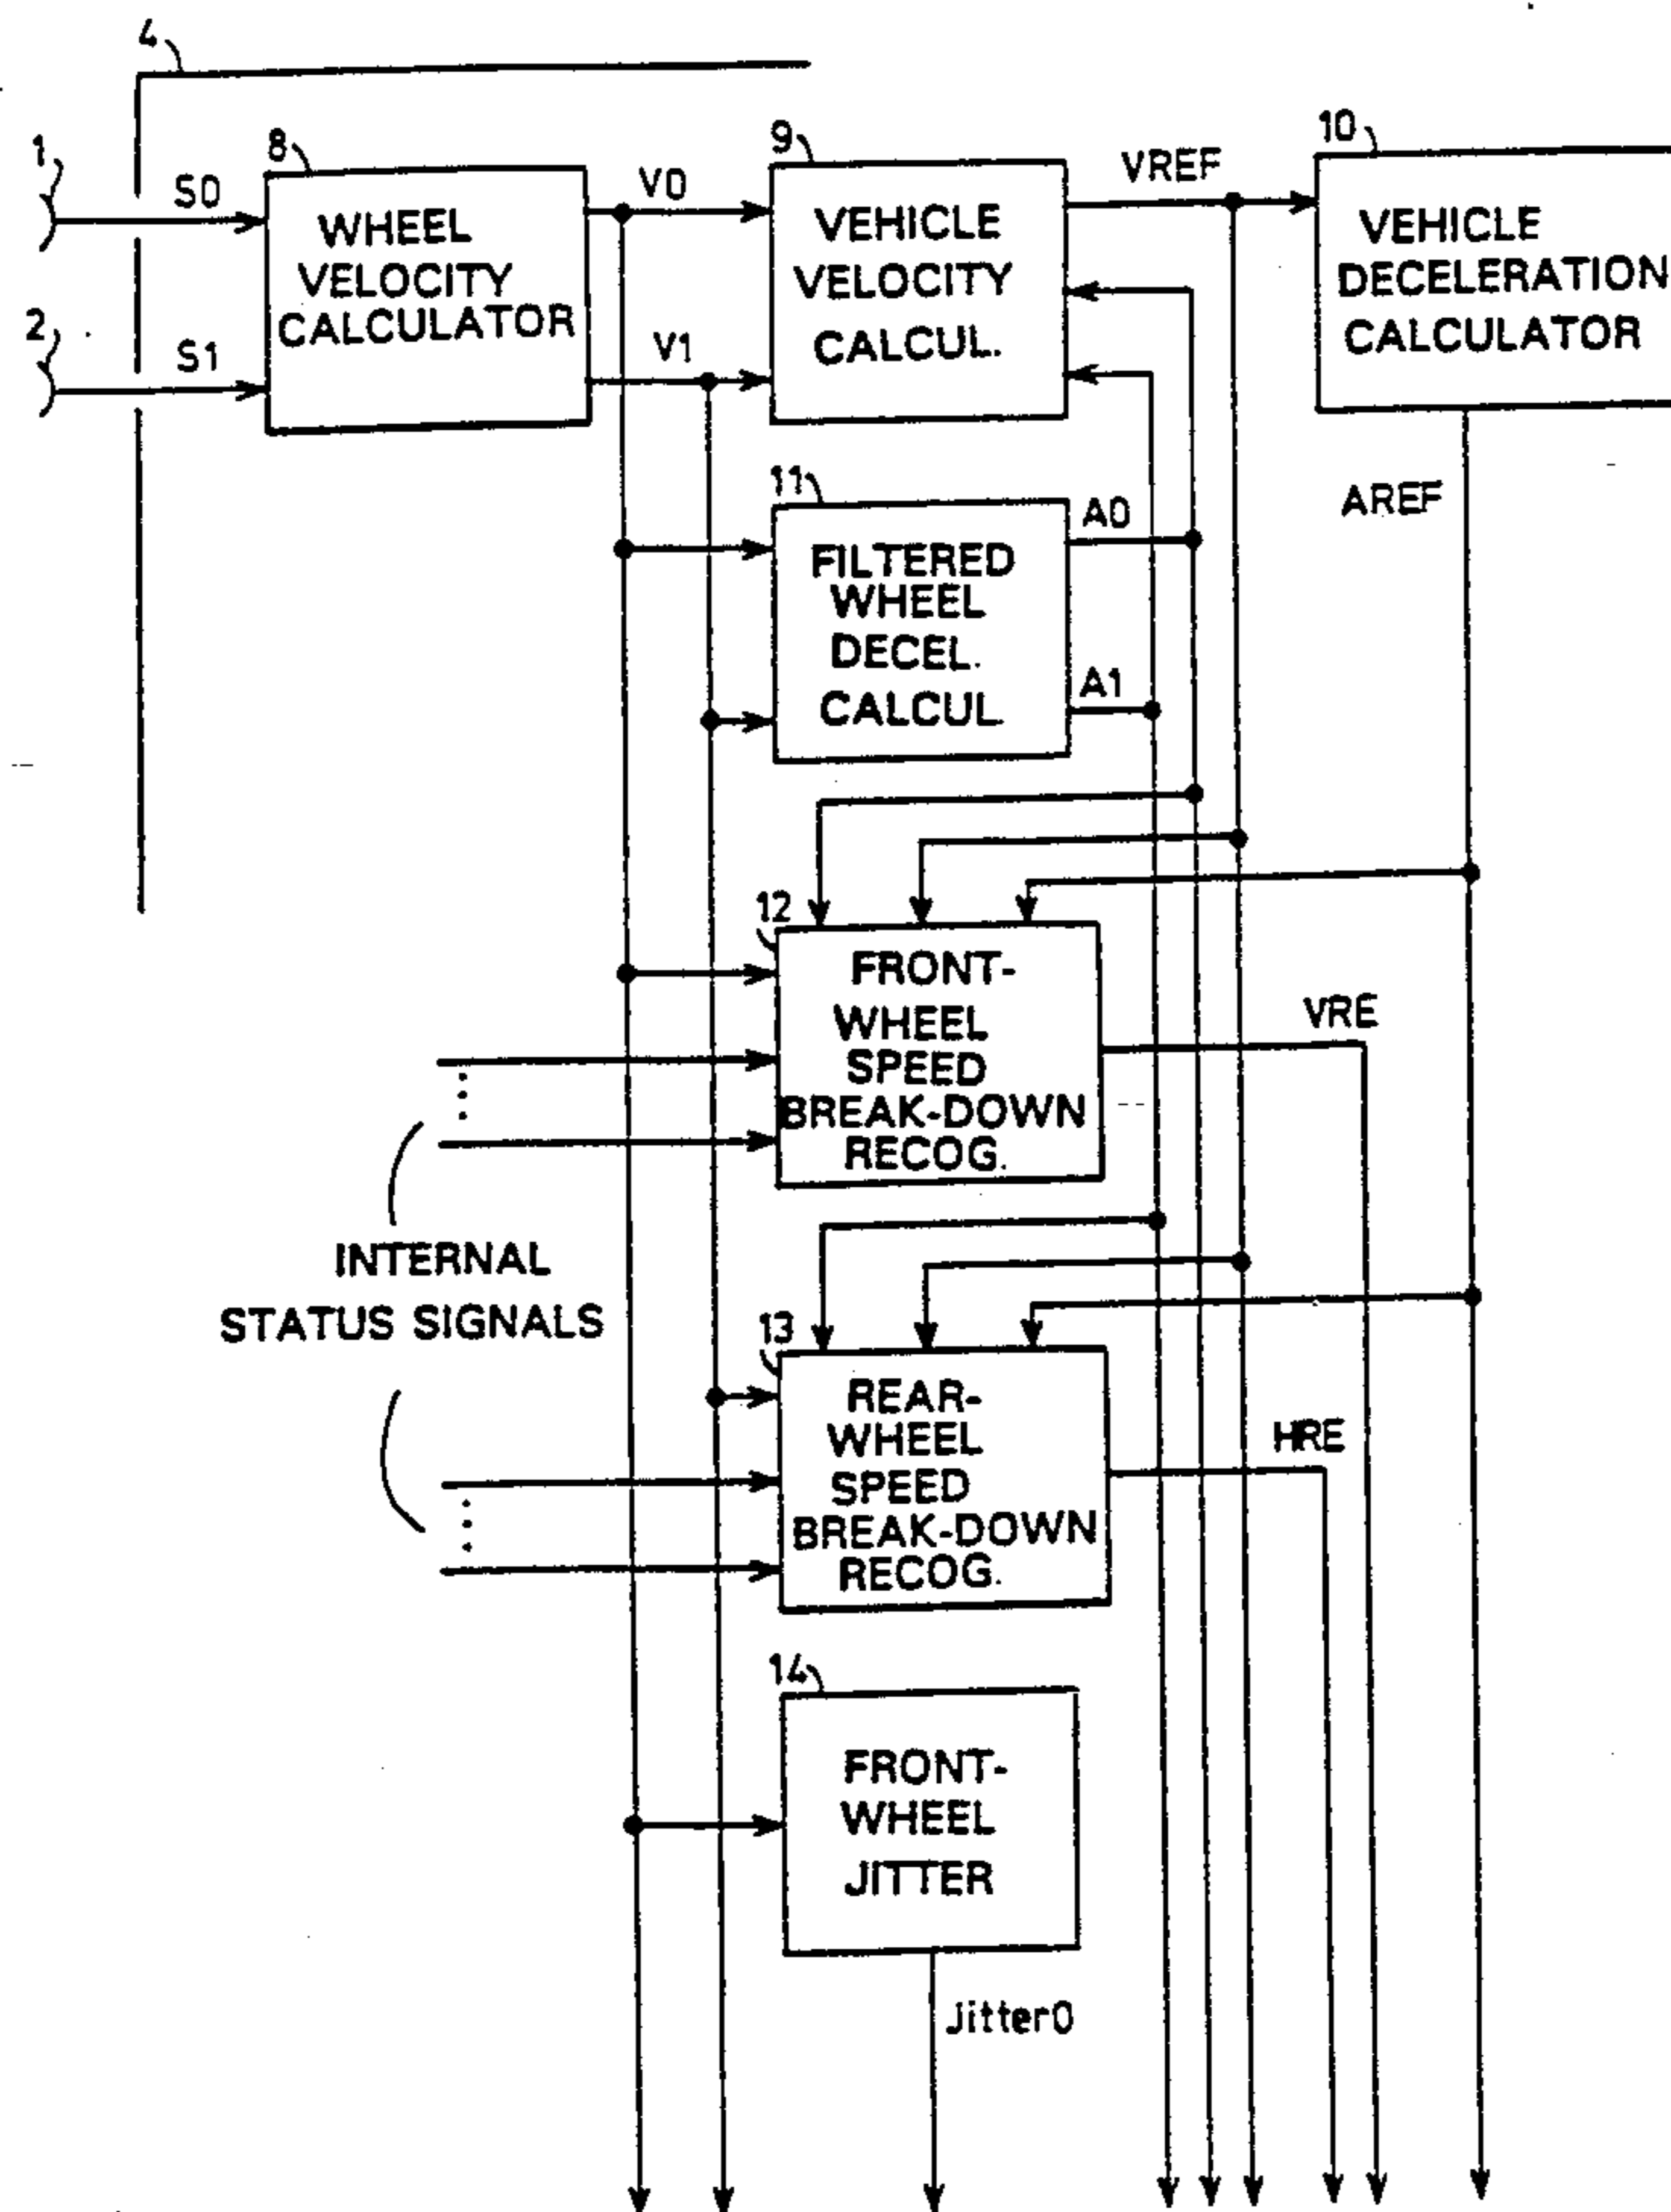 4
1
S0
8
WHEEL
VELOCITY
CALCULATOR
2
S1
V0
V1
9
VEHICLE
VELOCITY
CALCUL.
VREF
10
VEHICLE
DECELERATION
CALCULATOR
AREF
11
FILTERED
WHEEL
DECEL.
CALCUL.
A0
A1
12
FRONT-
WHEEL
SPEED
BREAK-DOWN
RECOG.
VRE
INTERNAL
STATUS SIGNALS
13
REAR-
WHEEL
SPEED
BREAK-DOWN
RECOG.
HRE
14
FRONT-
WHEEL
JITTER
Jitter0